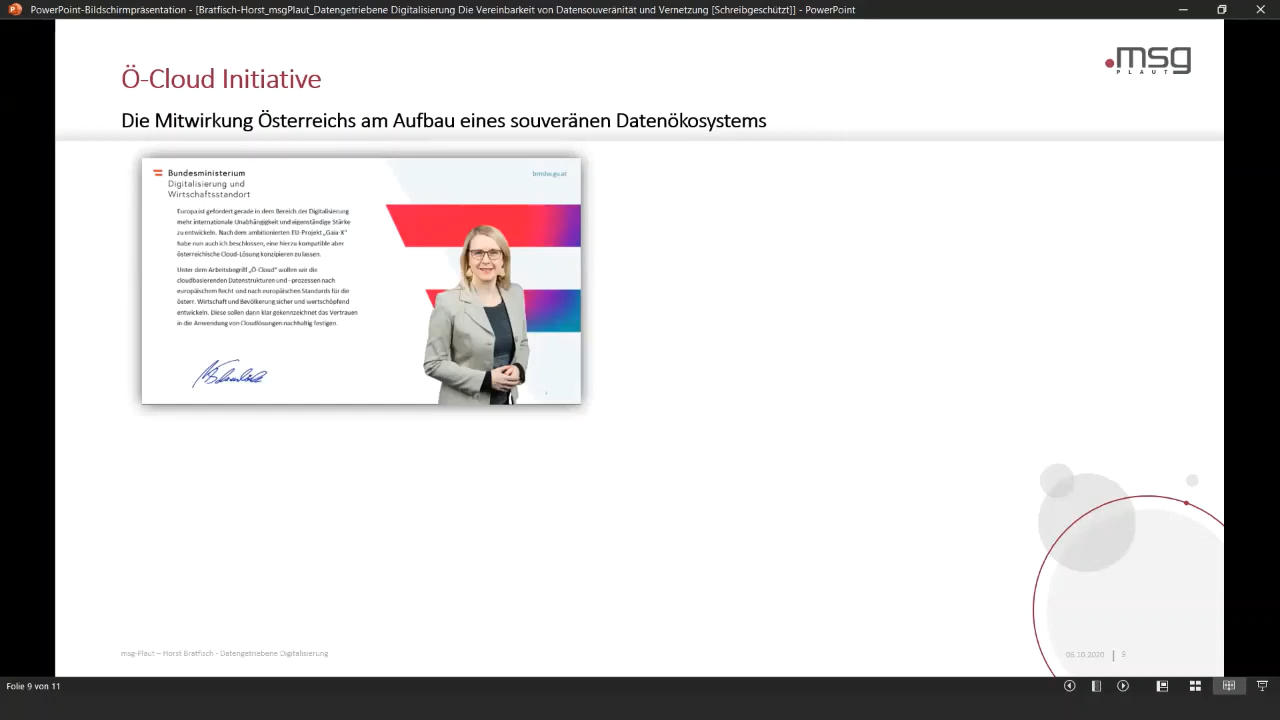 PowerPoint-Bildschirmpräsentation - [Bratfisch-Horst_msgPlaut_Datengetriebene Digitalisierung Die Vereinbarkeit von Datensouveränität und Vernetzung [Schreibgeschützt]] - PowerPoint
.msg
PLAUT
Ö-Cloud Initiative
Die Mitwirkung Österreichs am Aufbau eines souveränen Datenökosystems
Bundesministerium
Digitalisierung und
Wirtschaftsstandort
bmdw.gv.at
Europa ist gefordert gerade in dem Bereich der Digitalisierung
mehr internationale Unabhängigkeit und eigenständige Stärke
zu entwickeln. Nach dem ambitionierten EU-Projekt „Gaia-X“
habe nun auch ich beschlossen, eine hierzu kompatible aber
österreichische Cloud-Lösung konzipieren zu lassen.
Unter dem Arbeitsbegriff „Ö-Cloud“ wollen wir die
cloudbasierenden Datenstrukturen und -prozessen nach
europäischem Recht und nach europäischen Standards für die
österr. Wirtschaft und Bevölkerung sicher und wertschöpfend
entwickeln. Diese sollen dann klar gekennzeichnet das Vertrauen
in die Anwendung von Cloudlösungen nachhaltig festigen.
msg-Plaut – Horst Bratfisch - Datengetriebene Digitalisierung
06.10.2020 | 9
Folie 9 von 11